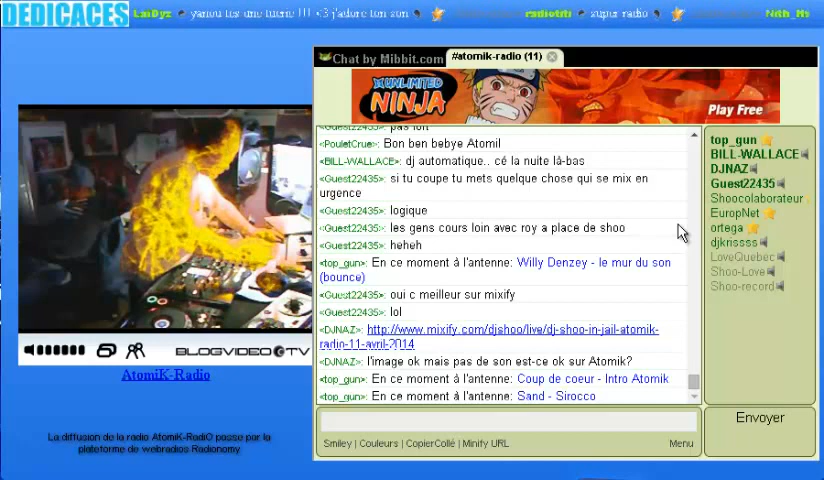 DEDICACES LinDyz yanou tes une tuerie !!! <3 j'adore ton son radiotiti super radio
Chat by Mibbit.com #atomik-radio (11)
UNLIMITED NINJA
Play Free
<Guest22435>: pas loin
<PouletCrue>: Bon ben bebye Atomil
<BILL-WALLACE>: dj automatique.. cé la nuite lâ-bas
<Guest22435>: si tu coupe tu mets quelque chose qui se mix en
urgence
<Guest22435>: logique
<Guest22435>: les gens cours loin avec roy a place de shoo
<Guest22435>: heheh
<top_gun>: En ce moment à l'antenne: Willy Denzey - le mur du son
(bounce)
<Guest22435>: oui c meilleur sur mixify
<Guest22435>: lol
<DJNAZ>: http://www.mixify.com/djshoo/live/dj-shoo-in-jail-atomik-
radio-11-avril-2014
<DJNAZ>: l'image ok mais pas de son est-ce ok sur Atomik?
<top_gun>: En ce moment à l'antenne: Coup de coeur - Intro Atomik
<top_gun>: En ce moment à l'antenne: Sand - Sirocco
top_gun
BILL-WALLACE
DJNAZ
Guest22435
Shoocolaborateur
EuropNet
ortega
djkrissss
LoveQuebec
Shoo-Love
Shoo-record
Envoyer
Smiley | Couleurs | CopierCollé | Minify URL Menu
BLOGVIDEO TV
AtomiK-Radio
La diffusion de la radio AtomiK-RadiO passe par la
plateforme de webradios Radionomy